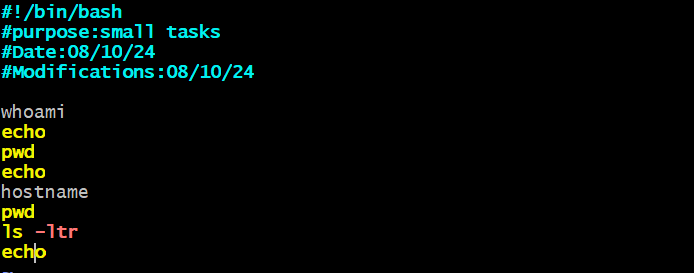 #!/bin/bash
#purpose:small tasks
#Date:08/10/24
#Modifications:08/10/24
whoami
echo
pwd
echo
hostname
pwd
ls -ltr
echo